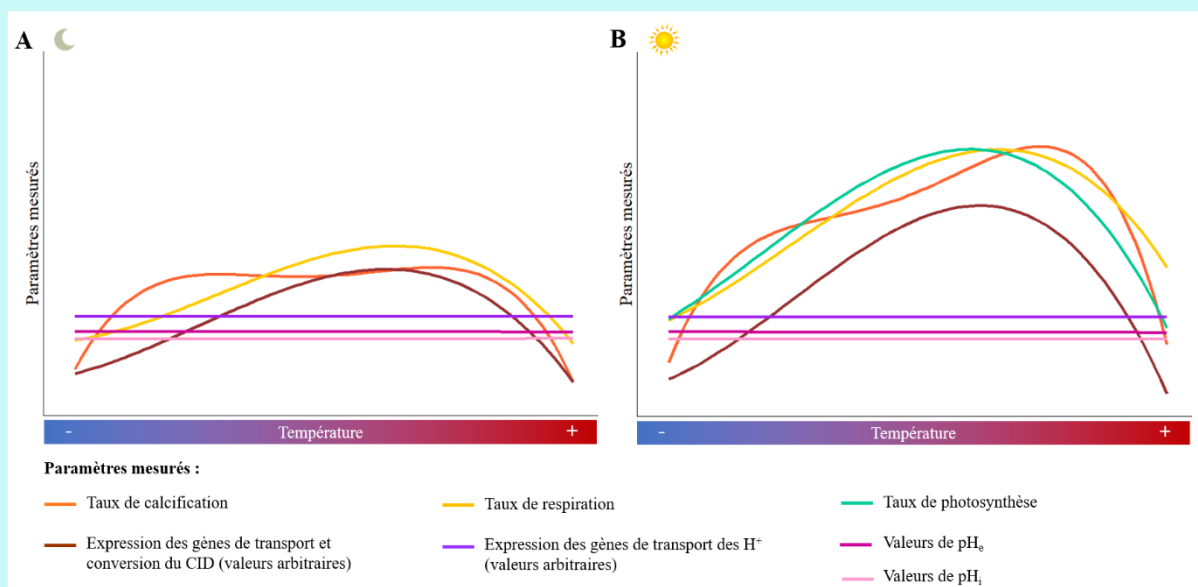 A
B
Paramètres mesurés
Paramètres mesurés
- Température +
- Température +
Paramètres mesurés :
Taux de calcification
Taux de respiration
Taux de photosynthèse
Expression des gènes de transport et
conversion du CID (valeurs arbitraires)
Expression des gènes de transport des H⁺
(valeurs arbitraires)
Valeurs de pHₑ
Valeurs de pHᵢ